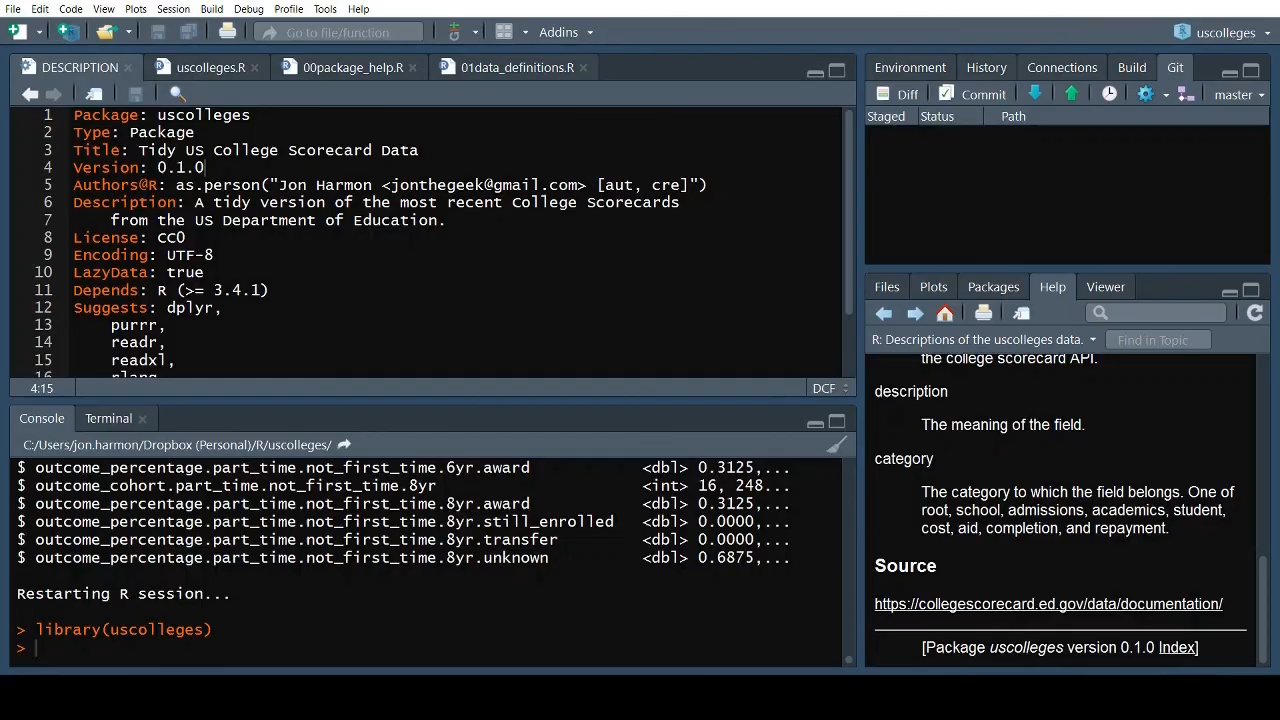 File Edit Code View Plots Session Build Debug Profile Tools Help
Go to file/function Addins uscolleges
DESCRIPTION uscolleges.R 00package_help.R 01data_definitions.R
1 Package: uscolleges
2 Type: Package
3 Title: Tidy US College Scorecard Data
4 Version: 0.1.0
5 Authors@R: as.person("Jon Harmon <jonthegeek@gmail.com> [aut, cre]")
6 Description: A tidy version of the most recent College Scorecards
7 from the US Department of Education.
8 License: CC0
9 Encoding: UTF-8
10 LazyData: true
11 Depends: R (>= 3.4.1)
12 Suggests: dplyr,
13 purrr,
14 readr,
15 readxl,
16 rlang
4:15 DCF
Console Terminal
C:/Users/jon.harmon/Dropbox (Personal)/R/uscolleges/
$ outcome_percentage.part_time.not_first_time.6yr.award <dbl> 0.3125,...
$ outcome_cohort.part_time.not_first_time.8yr <int> 16, 248...
$ outcome_percentage.part_time.not_first_time.8yr.award <dbl> 0.3125,...
$ outcome_percentage.part_time.not_first_time.8yr.still_enrolled <dbl> 0.0000,...
$ outcome_percentage.part_time.not_first_time.8yr.transfer <dbl> 0.0000,...
$ outcome_percentage.part_time.not_first_time.8yr.unknown <dbl> 0.6875,...
Restarting R session...
> library(uscolleges)
>
Environment History Connections Build Git
Diff Commit master
Staged Status Path
Files Plots Packages Help Viewer
R: Descriptions of the uscolleges data. Find in Topic
the college scorecard API.
description
The meaning of the field.
category
The category to which the field belongs. One of
root, school, admissions, academics, student,
cost, aid, completion, and repayment.
Source
https://collegescorecard.ed.gov/data/documentation/
[Package uscolleges version 0.1.0 Index]